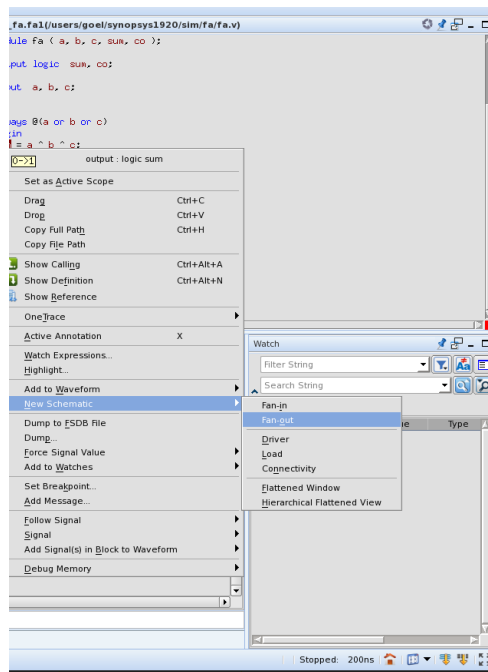 _fa.fa1(/users/goel/synopsys1920/sim/fa/fa.v)
dule fa ( a, b, c, sum, co );
put logic sum, co;
ut a, b, c;
ays @(a or b or c)
gin
= a ^ b ^ c;
0->1 output : logic sum
Set as Active Scope
Drag Ctrl+C
Drop Ctrl+V
Copy Full Path Ctrl+H
Copy File Path
Show Calling Ctrl+Alt+A
Show Definition Ctrl+Alt+N
Show Reference
OneTrace
Active Annotation X
Watch Expressions...
Highlight...
Add to Waveform
New Schematic
Dump to FSDB File
Dump...
Force Signal Value
Add to Watches
Set Breakpoint...
Add Message...
Follow Signal
Signal
Add Signal(s) in Block to Waveform
Debug Memory
Watch
Filter String
Search String
ue Type
Fan-in
Fan-out
Driver
Load
Connectivity
Flattened Window
Hierarchical Flattened View
Stopped: 200ns